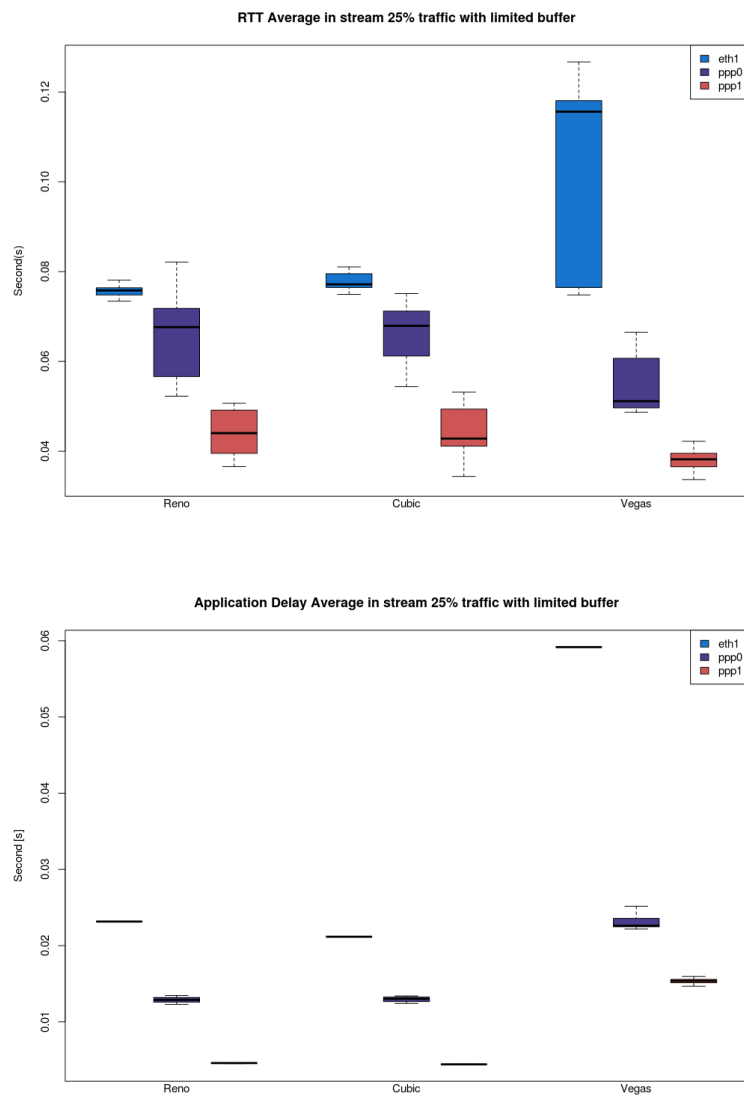 RTT Average in stream 25% traffic with limited buffer
eth1
ppp0
ppp1
Second(s)
0.12
0.10
0.08
0.06
0.04
Reno
Cubic
Vegas
Application Delay Average in stream 25% traffic with limited buffer
eth1
ppp0
ppp1
Second [s]
0.06
0.05
0.04
0.03
0.02
0.01
Reno
Cubic
Vegas